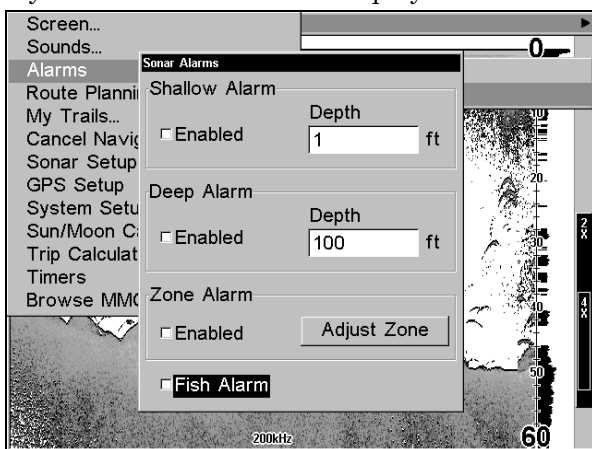 Screen...
Sounds...
Alarms
Route Planni
My Trails...
Cancel Navig
Sonar Setup
GPS Setup
System Setu
Sun/Moon C
Trip Calculat
Timers
Browse MMC
Sonar Alarms
Shallow Alarm
Enabled
Depth
1 ft
Deep Alarm
Enabled
Depth
100 ft
Zone Alarm
Enabled
Adjust Zone
Fish Alarm
0
10
20
30
40
50
60
2X
4X
200kHz